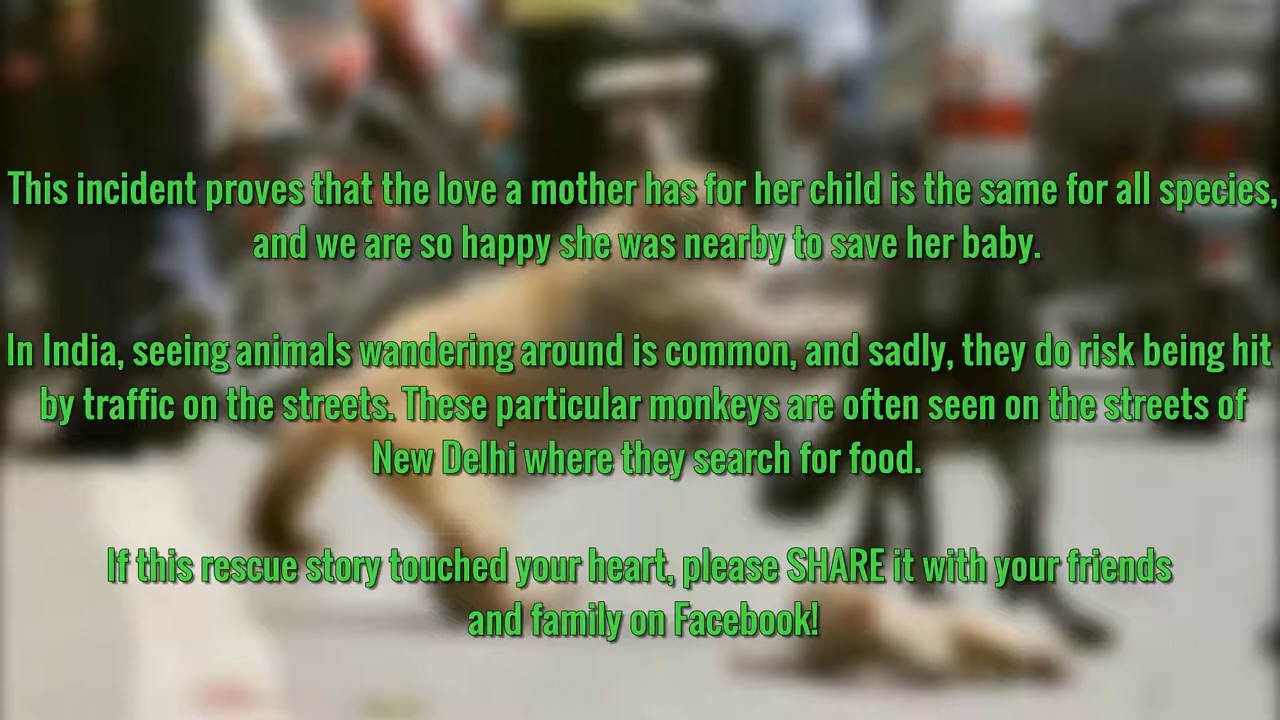 This incident proves that the love a mother has for her child is the same for all species,
and we are so happy she was nearby to save her baby.
In India, seeing animals wandering around is common, and sadly, they do risk being hit
by traffic on the streets. These particular monkeys are often seen on the streets of
New Delhi where they search for food.
If this rescue story touched your heart, please SHARE it with your friends
and family on Facebook!